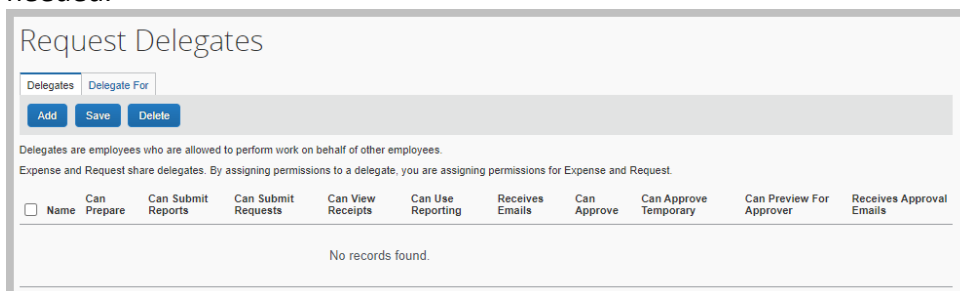 needed.
Request Delegates
Delegates Delegate For
Add Save Delete
Delegates are employees who are allowed to perform work on behalf of other employees.
Expense and Request share delegates. By assigning permissions to a delegate, you are assigning permissions for Expense and Request.
Name Can Prepare Can Submit Reports Can Submit Requests Can View Receipts Can Use Reporting Receives Emails Can Approve Can Approve Temporary Can Preview For Approver Receives Approval Emails
No records found.